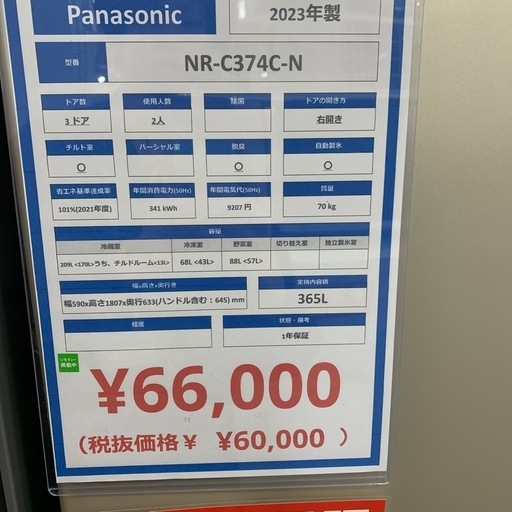 Panasonic 2023年製
型番 NR-C374C-N
ドア数 使用人数 除菌 ドアの開き方
3ドア 2人 右開き
チルド室 パーシャル室 脱臭 自動製氷
○ ○ ○
省エネ基準達成率 年間消費電力(50Hz) 年間電気代(50Hz) 質量
101%(2021年度) 341 kWh 9207 円 70 kg
容量
冷蔵室 冷凍室 野菜室 切り替え室 独立製氷室
209L <170L>うち、チルドルーム<13L> 68L <43L> 88L <57L>
幅x高さx奥行き 定格内容積
幅590x高さ1807x奥行633(ハンドル含む：645) mm 365L
程度 状態・備考
1年保証
ジモティー
掲載中
¥66,000
（税抜価格¥ ¥60,000 ）